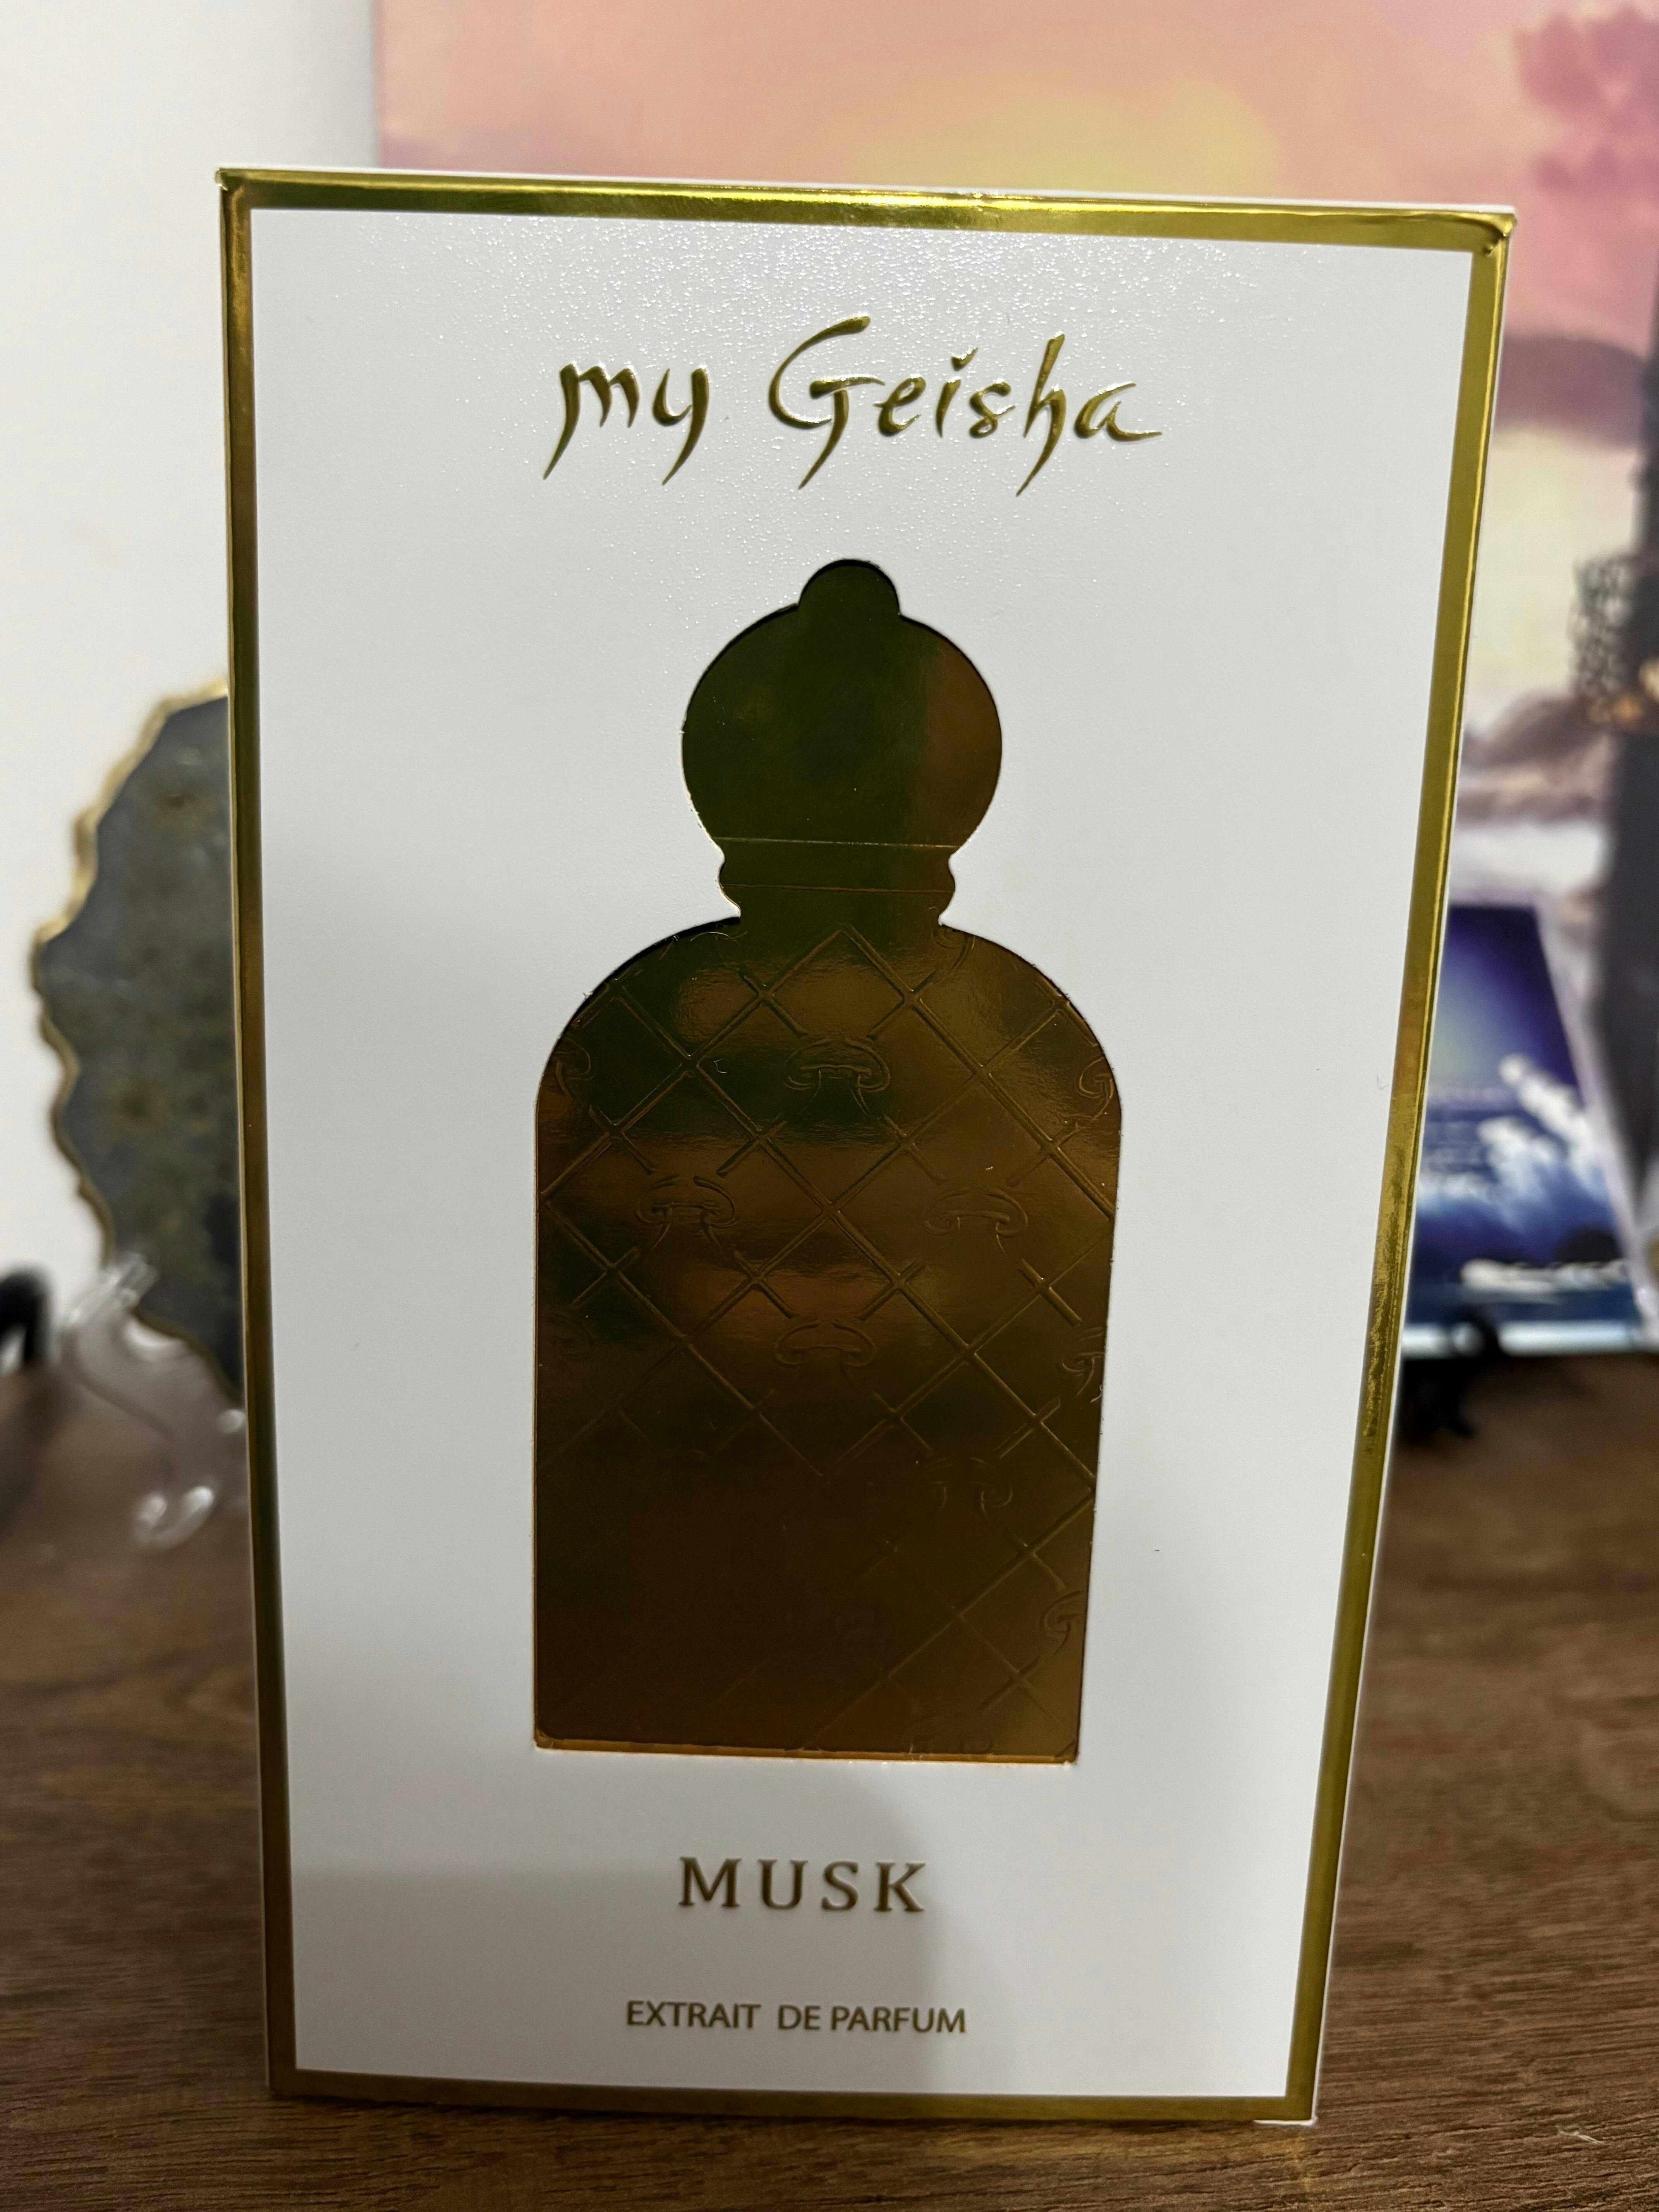 my Geisha
MUSK
EXTRAIT DE PARFUM